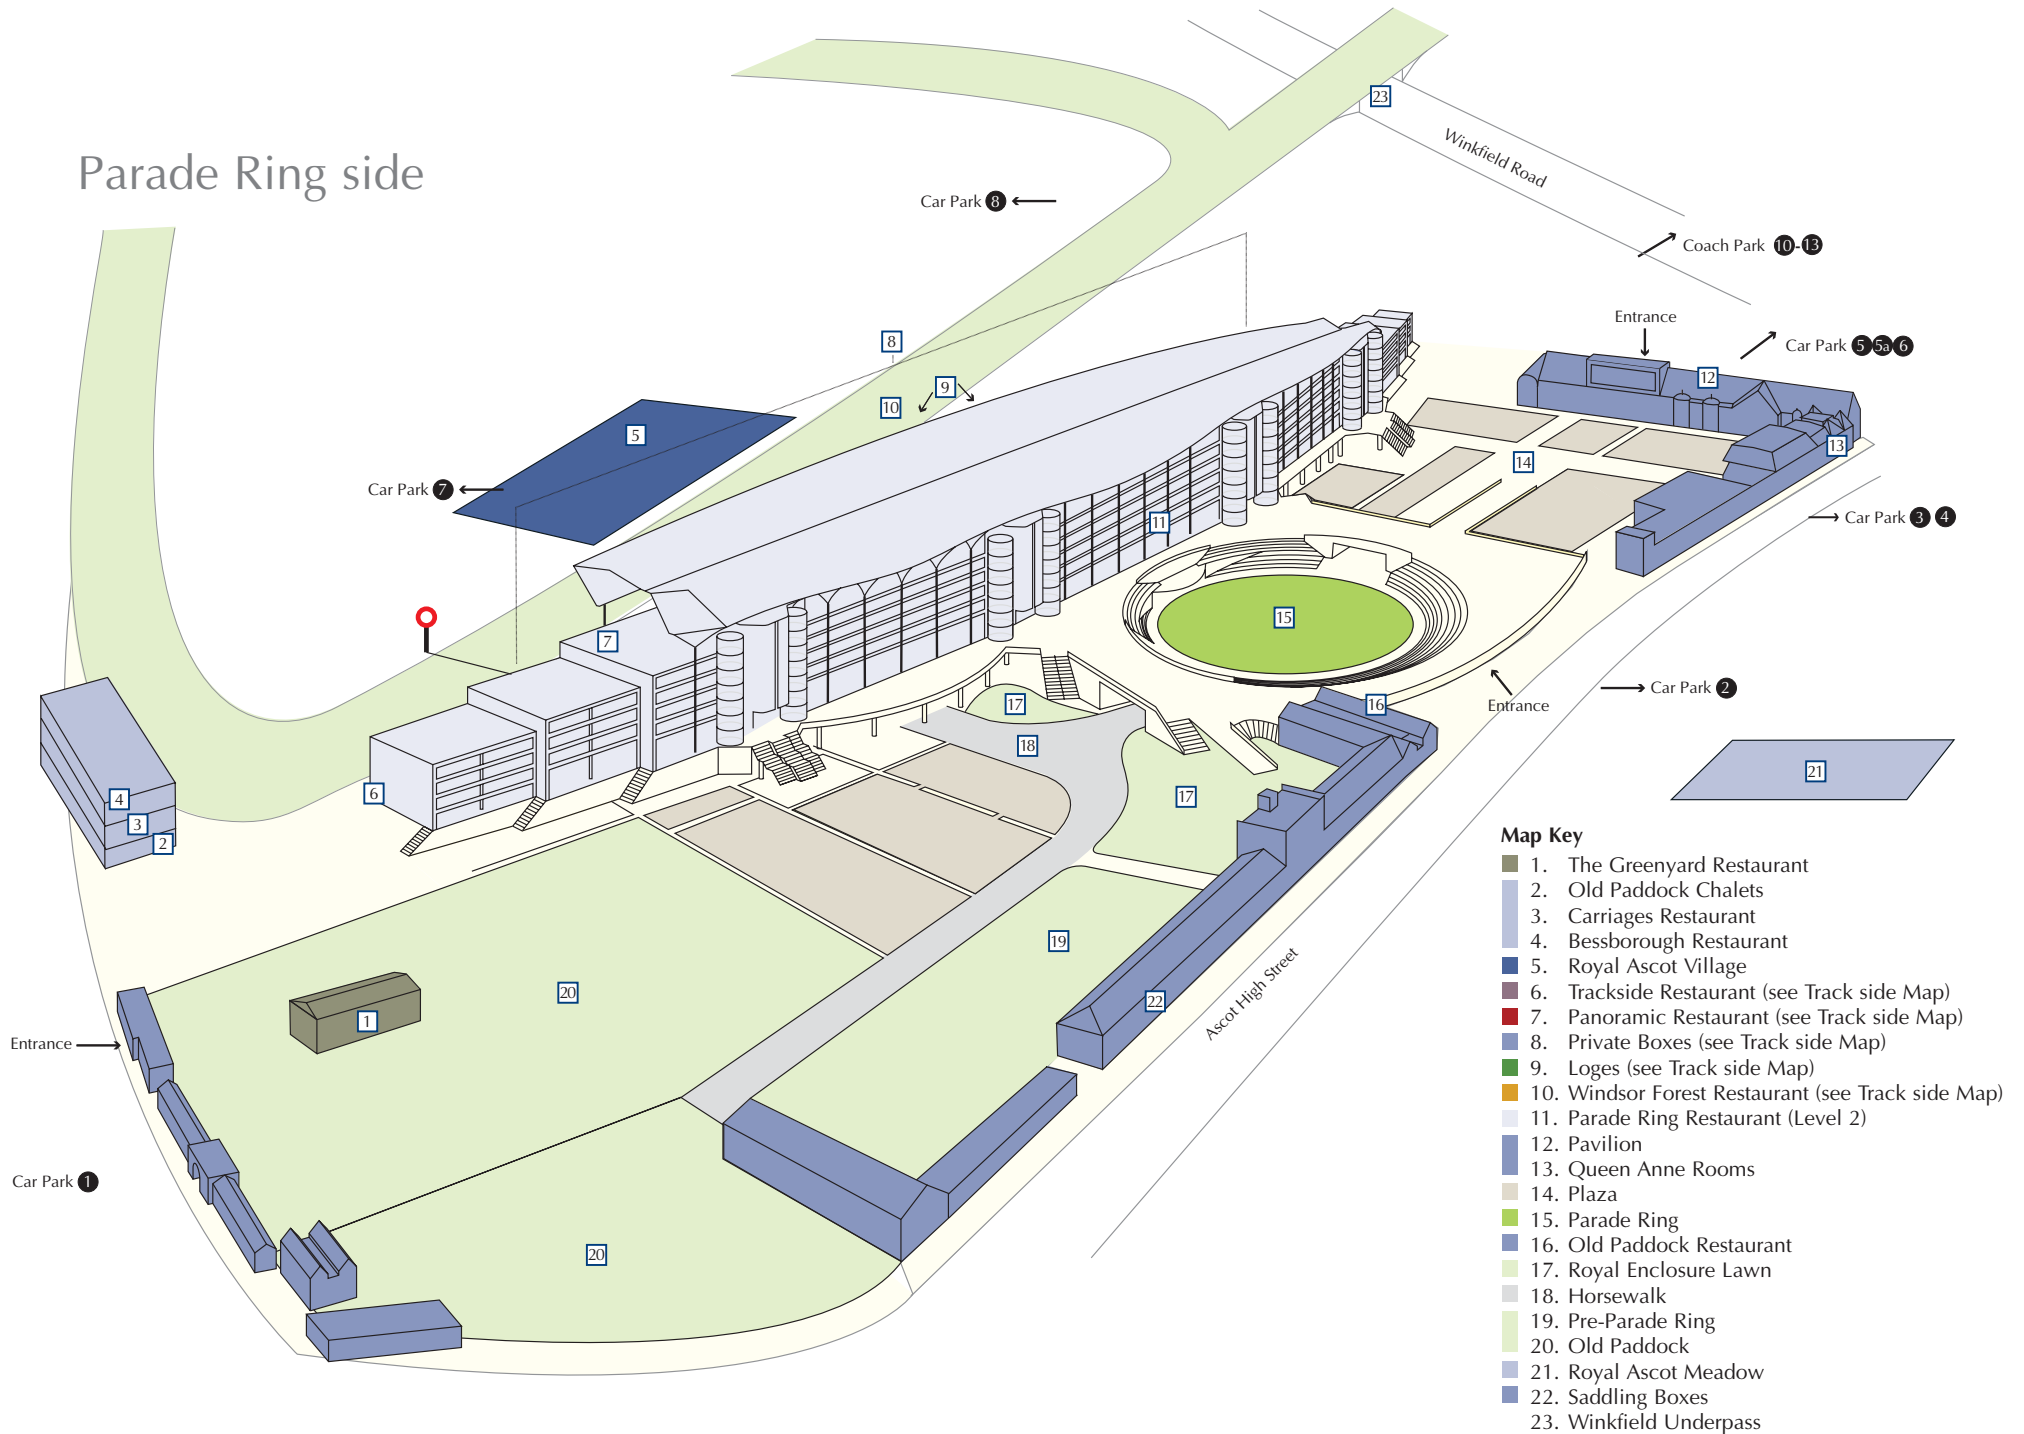 Parade Ring side
23
Winkfield Road
Car Park 8
Coach Park 10-13
Entrance
Car Park 5 5a 6
8
9
10
12
5
13
14
Car Park 7
11
Car Park 3 4
15
7
Car Park 2
17
16
Entrance
18
21
6
4
17
3
2
19
20
22
Ascot High Street
1
Entrance
Car Park 1
20
Map Key
1. The Greenyard Restaurant
2. Old Paddock Chalets
3. Carriages Restaurant
4. Bessborough Restaurant
5. Royal Ascot Village
6. Trackside Restaurant (see Track side Map)
7. Panoramic Restaurant (see Track side Map)
8. Private Boxes (see Track side Map)
9. Loges (see Track side Map)
10. Windsor Forest Restaurant (see Track side Map)
11. Parade Ring Restaurant (Level 2)
12. Pavilion
13. Queen Anne Rooms
14. Plaza
15. Parade Ring
16. Old Paddock Restaurant
17. Royal Enclosure Lawn
18. Horsewalk
19. Pre-Parade Ring
20. Old Paddock
21. Royal Ascot Meadow
22. Saddling Boxes
23. Winkfield Underpass